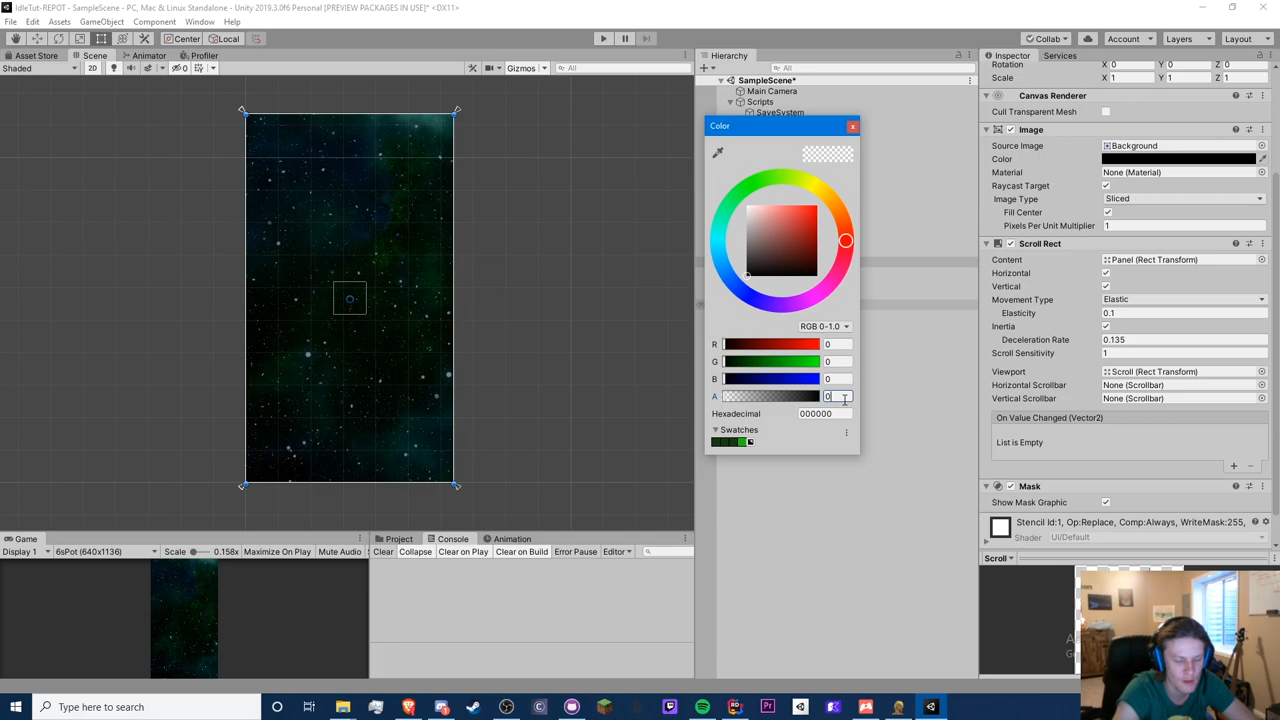 IdleTut-REPOT - SampleScene - PC, Mac & Linux Standalone - Unity 2019.3.0f6 Personal [PREVIEW PACKAGES IN USE]* <DX11>
File Edit Assets GameObject Component Window Help
Center Local Collab Account Layers Layout
Asset Store Scene Animator Profiler
Shaded 2D 0 Gizmos All
Hierarchy
All
SampleScene*
Main Camera
Scripts
SaveSystem
Color
RGB 0-1.0
R 0
G 0
B 0
A 0
Hexadecimal 000000
Swatches
Inspector Services
Rotation X 0 Y 0 Z 0
Scale X 1 Y 1 Z 1
Canvas Renderer
Cull Transparent Mesh
Image
Source Image Background
Color
Material None (Material)
Raycast Target
Image Type Sliced
Fill Center
Pixels Per Unit Multiplier 1
Scroll Rect
Content Panel (Rect Transform)
Horizontal
Vertical
Movement Type Elastic
Elasticity 0.1
Inertia
Deceleration Rate 0.135
Scroll Sensitivity 1
Viewport Scroll (Rect Transform)
Horizontal Scrollbar None (Scrollbar)
Vertical Scrollbar None (Scrollbar)
On Value Changed (Vector2)
List is Empty
Mask
Show Mask Graphic
Stencil Id:1, Op:Replace, Comp:Always, WriteMask:255,
Shader UI/Default
Scroll
Game
Display 1 6sPot (640x1136) Scale 0.158x Maximize On Play Mute Audio
Project Console Animation
Clear Collapse Clear on Play Clear on Build Error Pause Editor
Type here to search